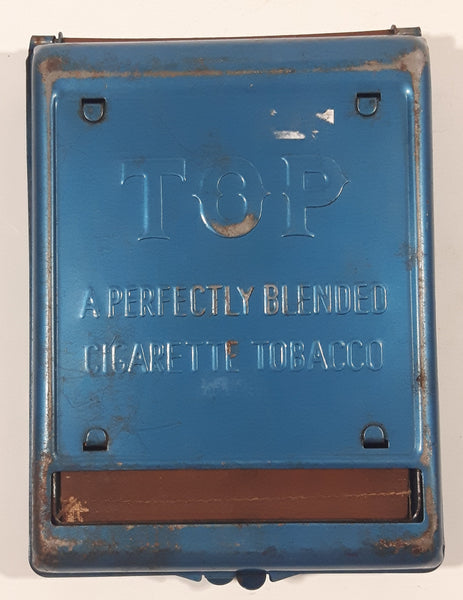 TOP
A PERFECTLY BLENDED
CIGARETTE TOBACCO